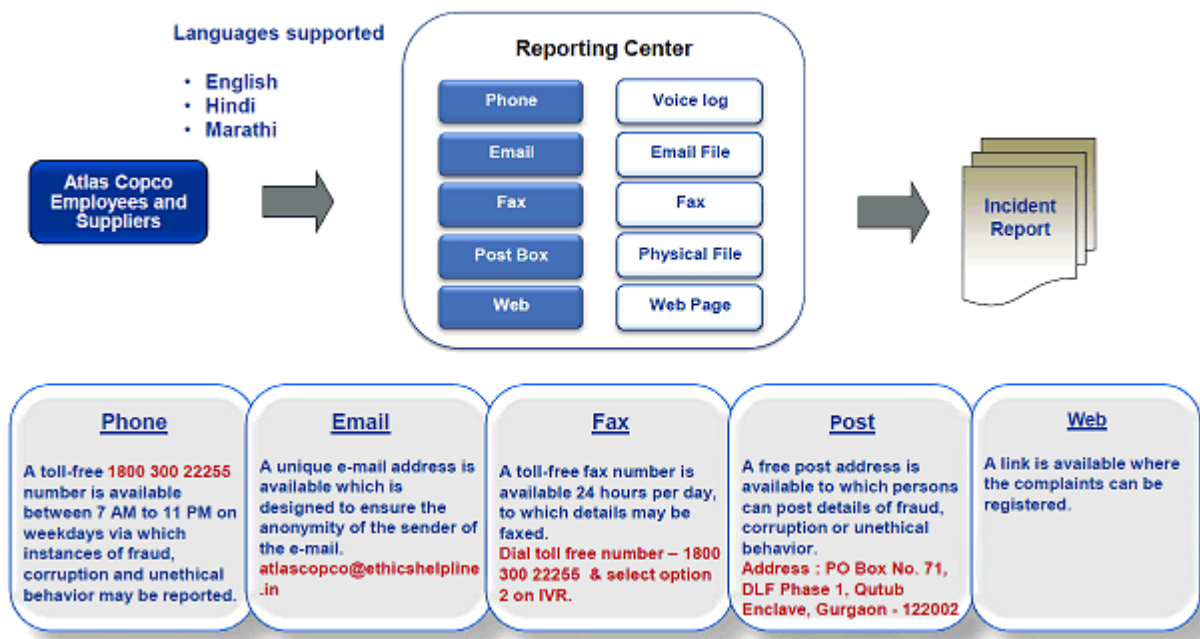 Languages supported
• English
• Hindi
• Marathi
Atlas Copco
Employees and
Suppliers
Reporting Center
Phone
Voice log
Email
Email File
Fax
Fax
Post Box
Physical File
Web
Web Page
Incident
Report
Phone
A toll-free 1800 300 22255
number is available
between 7 AM to 11 PM on
weekdays via which
instances of fraud,
corruption and unethical
behavior may be reported.
Email
A unique e-mail address is
available which is
designed to ensure the
anonymity of the sender of
the e-mail.
atlascopco@ethicshelpline
.in
Fax
A toll-free fax number is
available 24 hours per day,
to which details may be
faxed.
Dial toll free number – 1800
300 22255 & select option
2 on IVR.
Post
A free post address is
available to which persons
can post details of fraud,
corruption or unethical
behavior.
Address : PO Box No. 71,
DLF Phase 1, Qutub
Enclave, Gurgaon - 122002
Web
A link is available where
the complaints can be
registered.